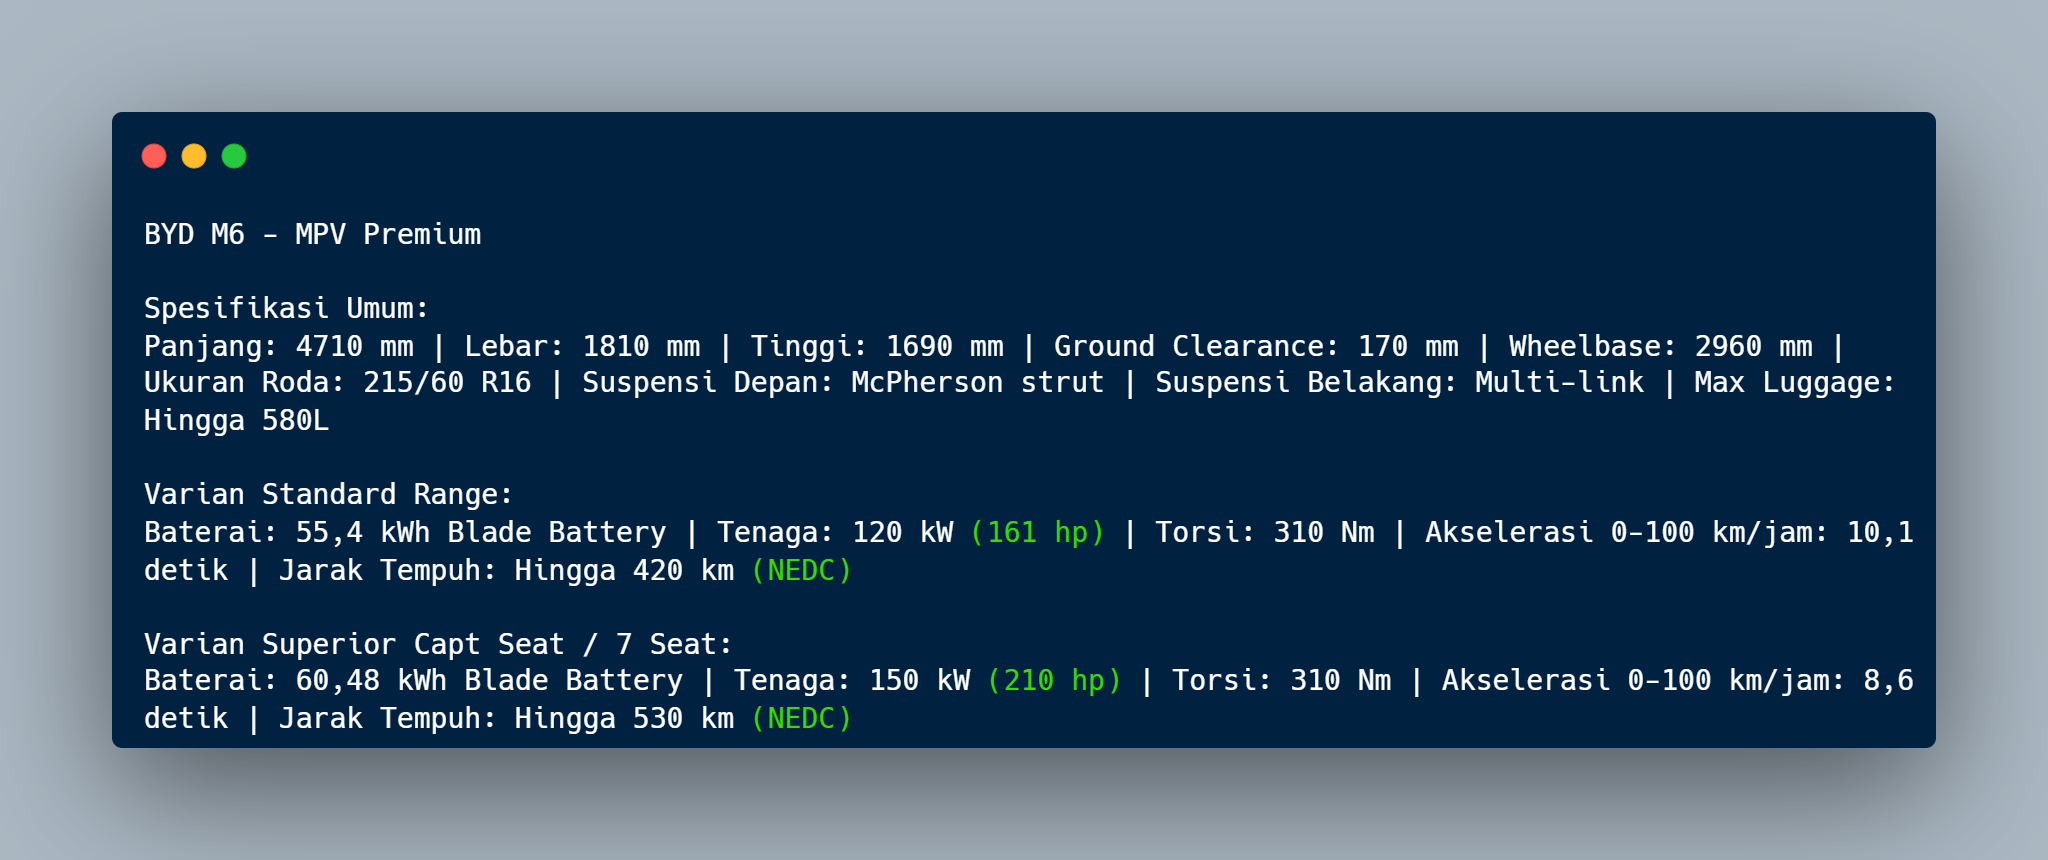 BYD M6 - MPV Premium
Spesifikasi Umum:
Panjang: 4710 mm | Lebar: 1810 mm | Tinggi: 1690 mm | Ground Clearance: 170 mm | Wheelbase: 2960 mm |
Ukuran Roda: 215/60 R16 | Suspensi Depan: McPherson strut | Suspensi Belakang: Multi-link | Max Luggage:
Hingga 580L
Varian Standard Range:
Baterai: 55,4 kWh Blade Battery | Tenaga: 120 kW (161 hp) | Torsi: 310 Nm | Akselerasi 0-100 km/jam: 10,1
detik | Jarak Tempuh: Hingga 420 km (NEDC)
Varian Superior Capt Seat / 7 Seat:
Baterai: 60,48 kWh Blade Battery | Tenaga: 150 kW (210 hp) | Torsi: 310 Nm | Akselerasi 0-100 km/jam: 8,6
detik | Jarak Tempuh: Hingga 530 km (NEDC)